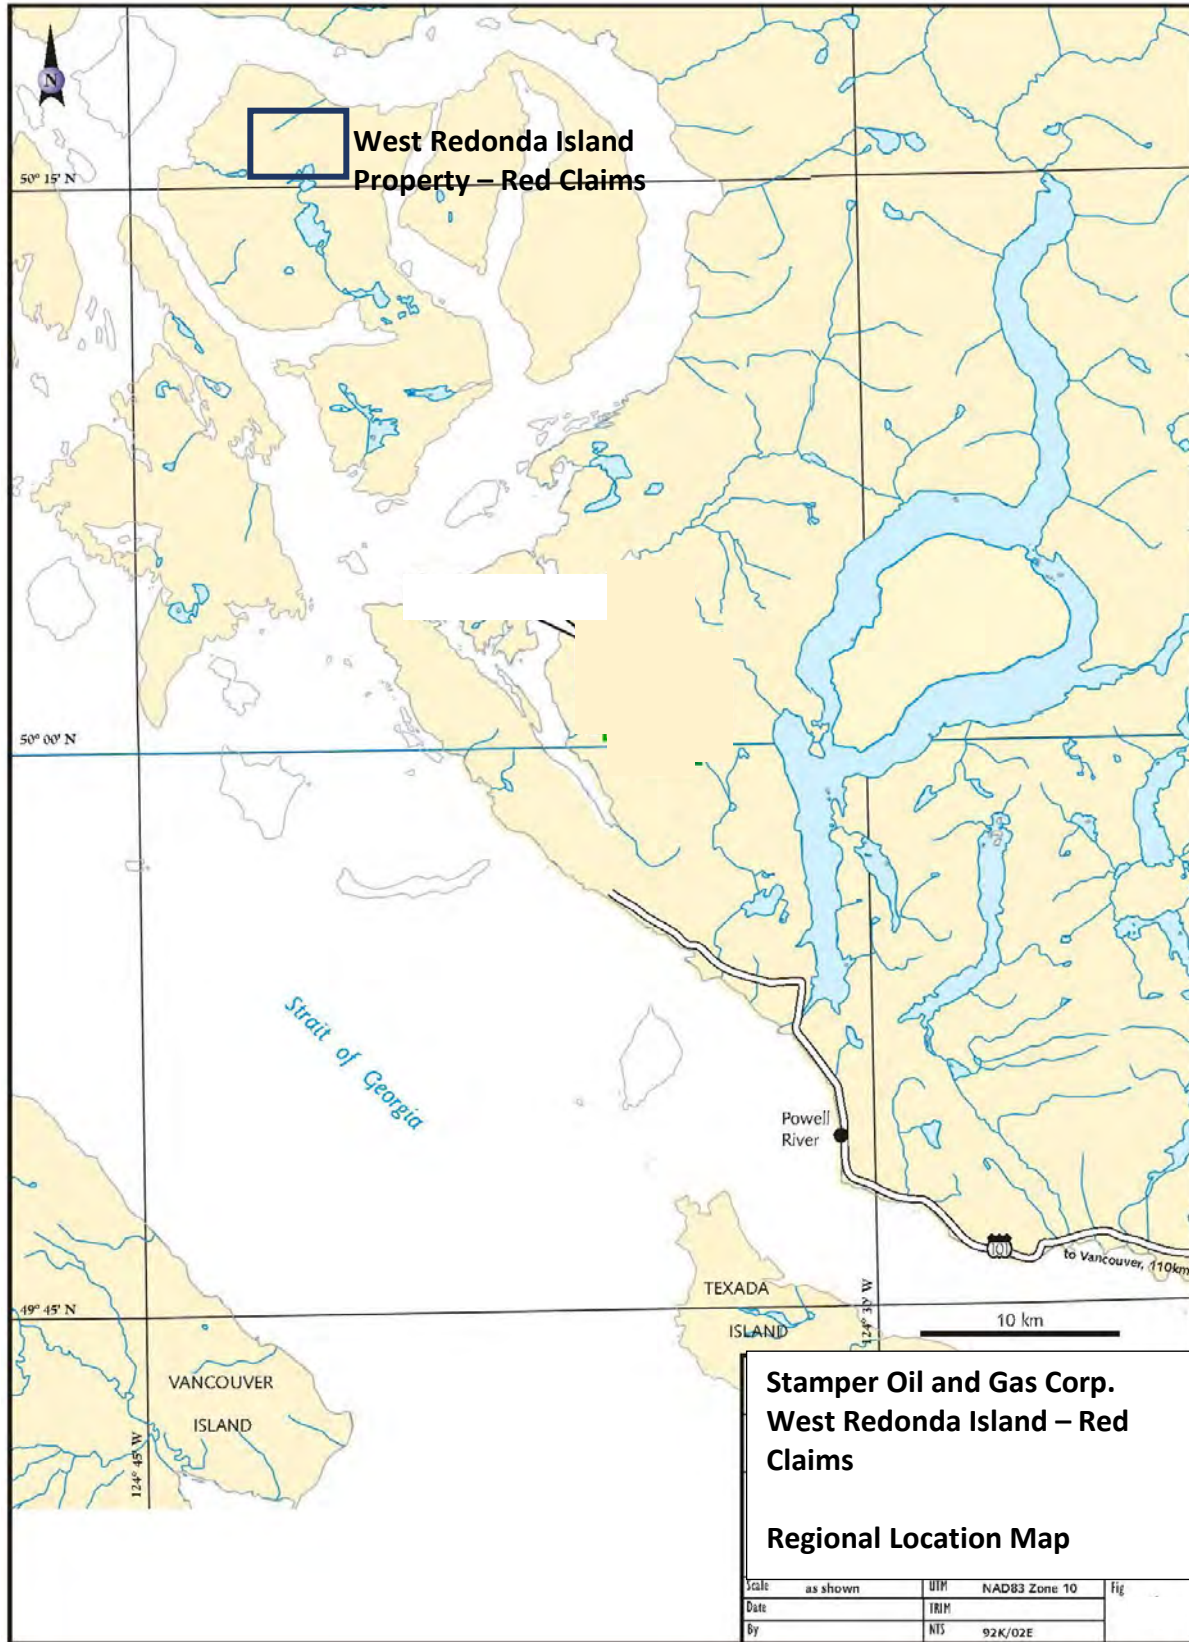 N
West Redonda Island
Property – Red Claims
50° 15' N
50° 00' N
Strait of Georgia
Powell
River
101
to Vancouver, 110km
TEXADA
ISLAND
124° 30' W
10 km
49° 45' N
VANCOUVER
ISLAND
124° 45' W
Stamper Oil and Gas Corp.
West Redonda Island – Red
Claims
Regional Location Map
Scale as shown UTM NAD83 Zone 10 Fig
Date TRIM
By NTS 92K/02E